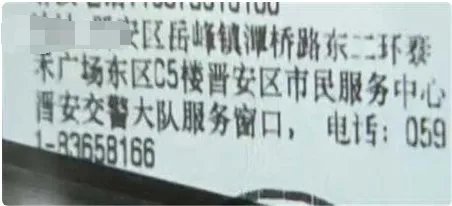 安区岳峰镇潭桥路东二环泰
禾广场东区C5楼晋安区市民服务中心
晋安交警大队服务窗口，电话：059
1-83658166